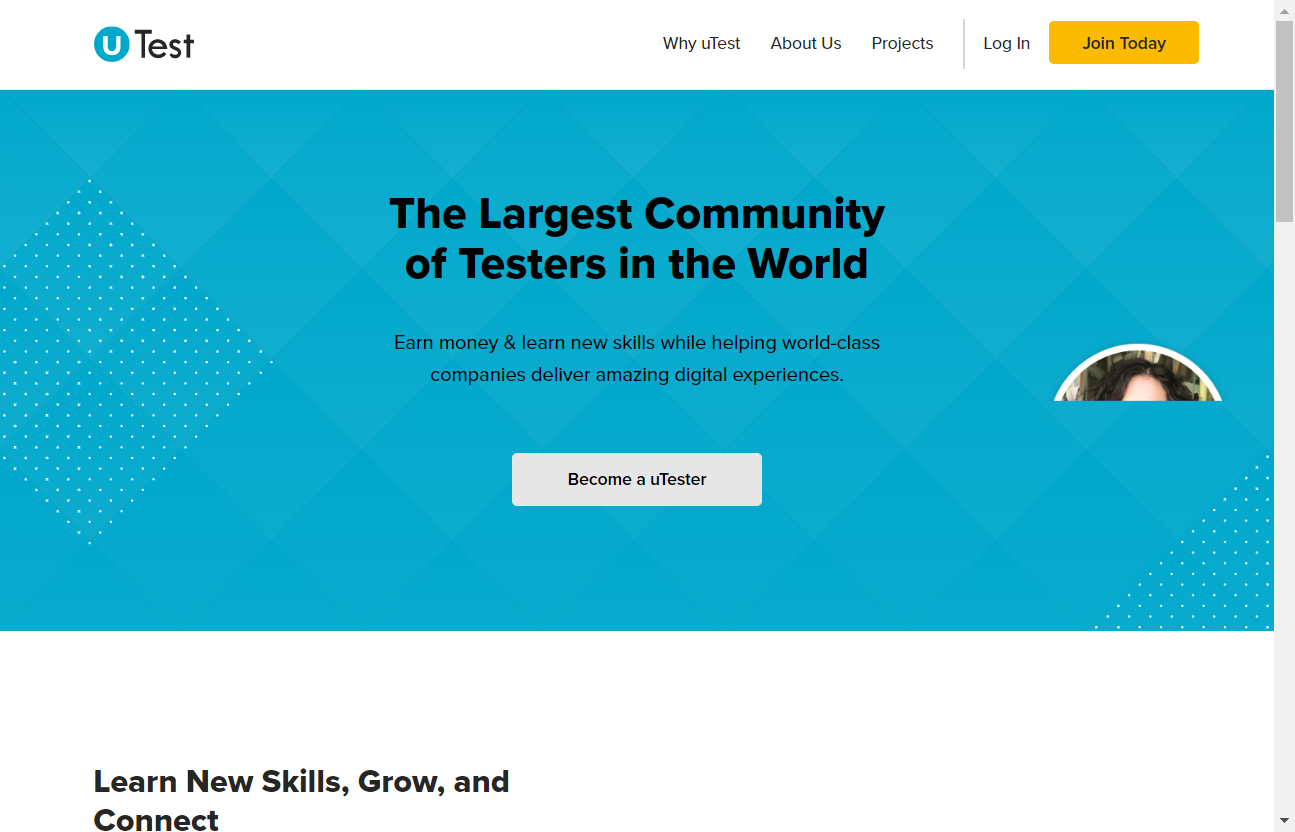 uTest
Why uTest
About Us
Projects
Log In
Join Today
The Largest Community
of Testers in the World
Earn money & learn new skills while helping world-class
companies deliver amazing digital experiences.
Become a uTester
Learn New Skills, Grow, and
Connect